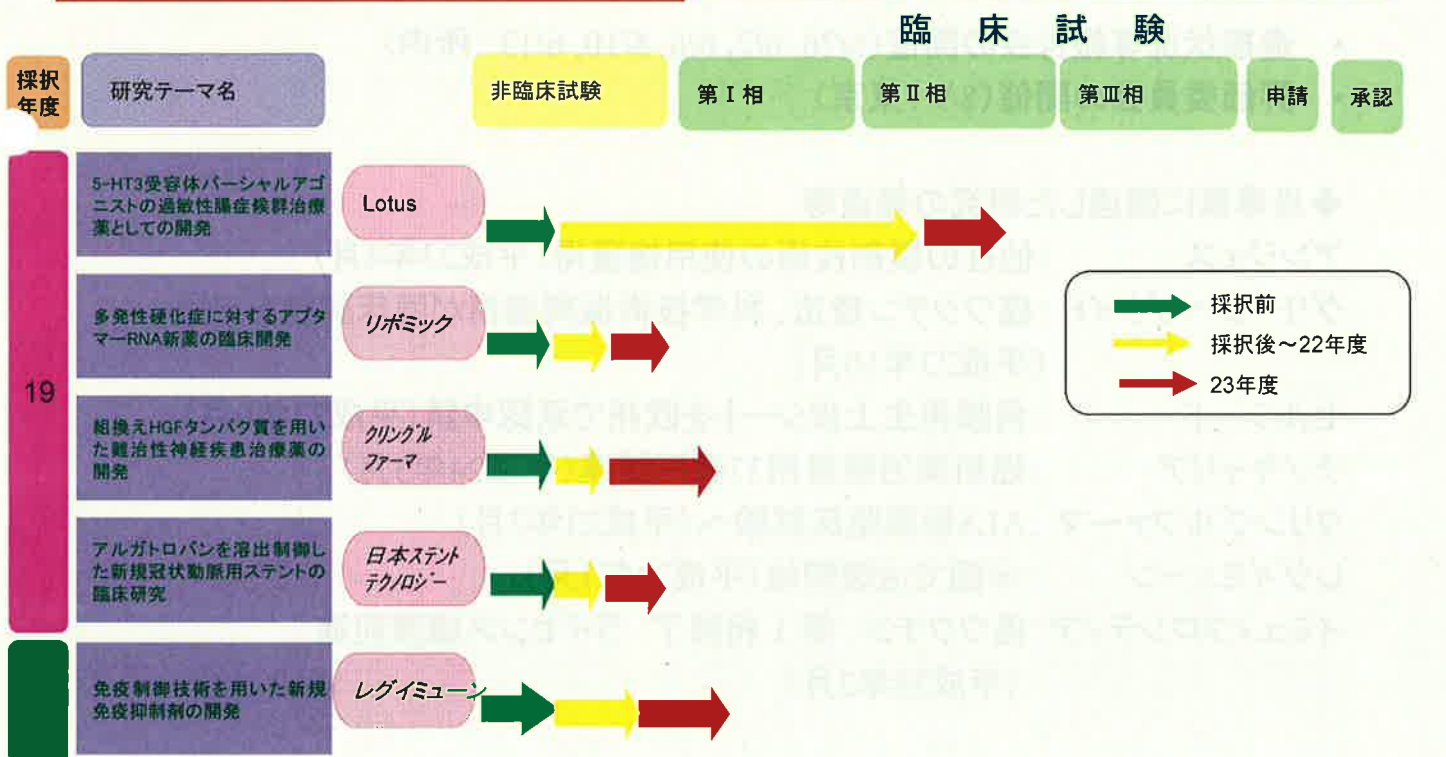 臨床試験
採択
年度
研究テーマ名
非臨床試験
第Ⅰ相
第Ⅱ相
第Ⅲ相
申請
承認
19
5-HT3受容体パーシャルアゴ
ニストの過敏性腸症候群治療
薬としての開発
Lotus
多発性硬化症に対するアプタ
マーRNA新薬の臨床開発
リボミック
組換えHGFタンパク質を用い
た難治性神経疾患治療薬の
開発
クリングル
ファーマ
アルガトロバンを溶出制御し
た新規冠状動脈用ステントの
臨床研究
日本ステント
テクノロジー
免疫制御技術を用いた新規
免疫抑制剤の開発
レグイミューン
採択前
採択後～22年度
23年度